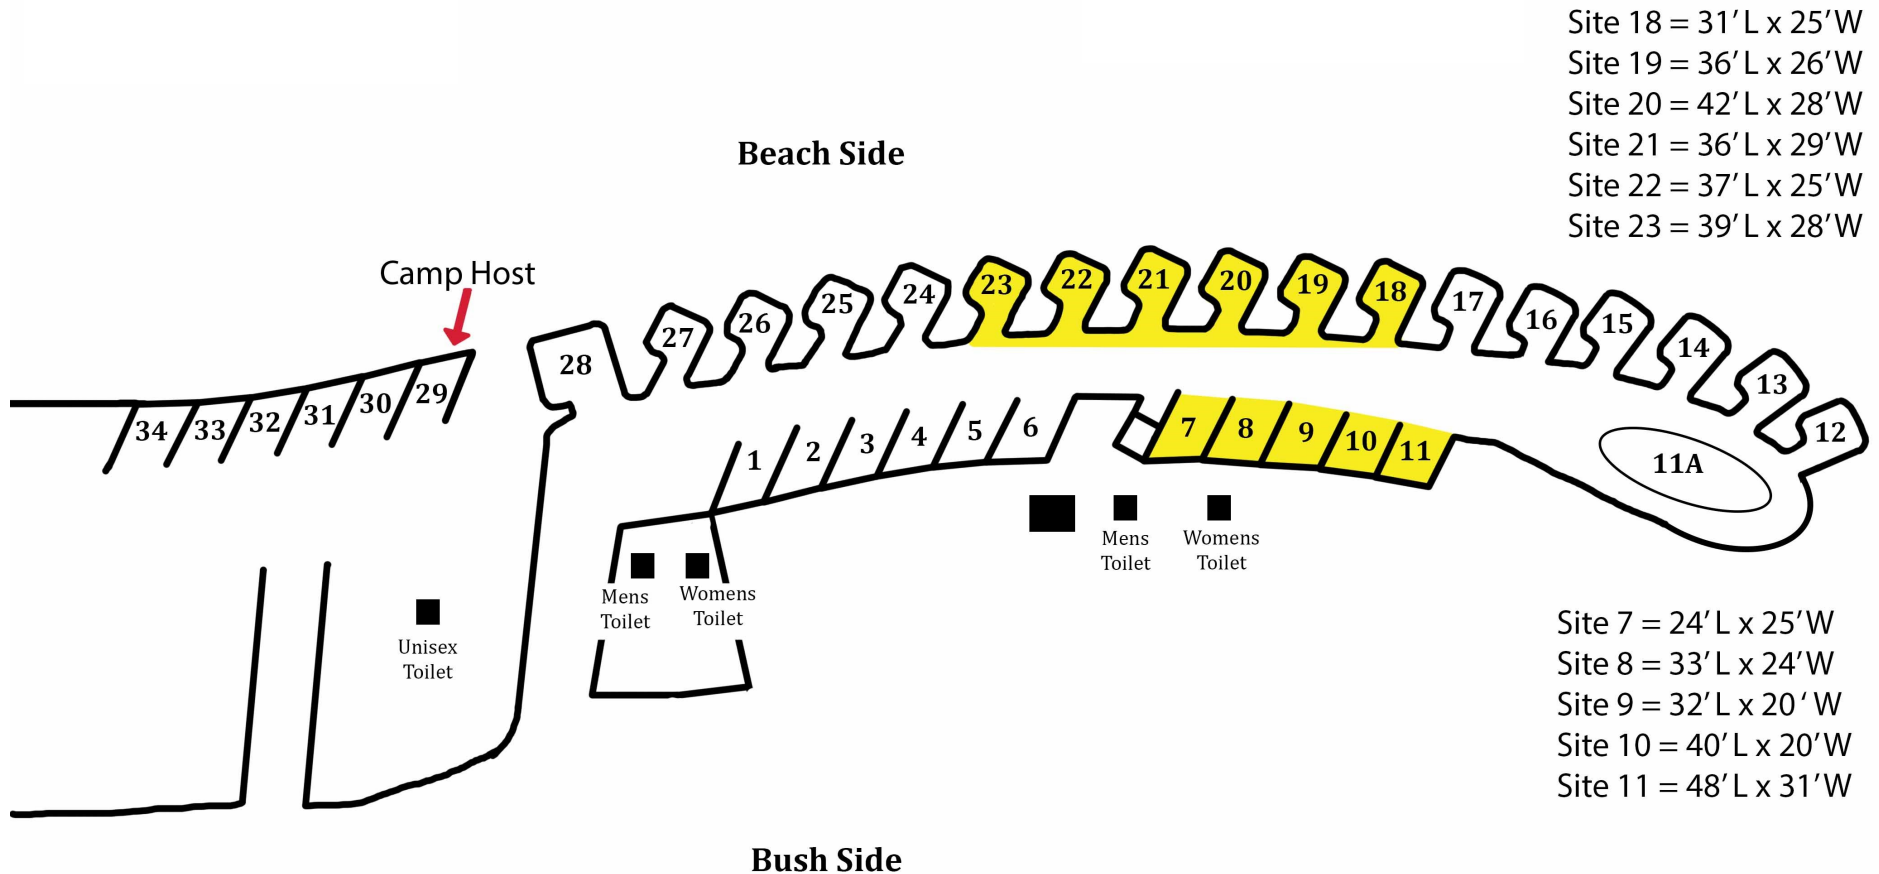 Site 18 = 31’L x 25’W
Site 19 = 36’L x 26’W
Site 20 = 42’L x 28’W
Site 21 = 36’L x 29’W
Site 22 = 37’L x 25’W
Site 23 = 39’L x 28’W
Beach Side
Camp Host
34
33
32
31
30
29
28
27
26
25
24
23
22
21
20
19
18
17
16
15
14
13
12
11A
1
2
3
4
5
6
7
8
9
10
11
Mens
Toilet
Womens
Toilet
Mens
Toilet
Womens
Toilet
Unisex
Toilet
Site 7 = 24’L x 25’W
Site 8 = 33’L x 24’W
Site 9 = 32’L x 20‘W
Site 10 = 40’L x 20’W
Site 11 = 48’L x 31’W
Bush Side